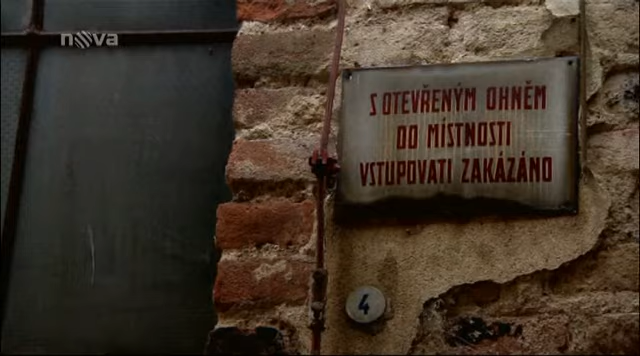 nova
S OTEVŘENÝM OHNĚM
DO MÍSTNOSTI
VSTUPOVATI ZAKÁZÁNO
4